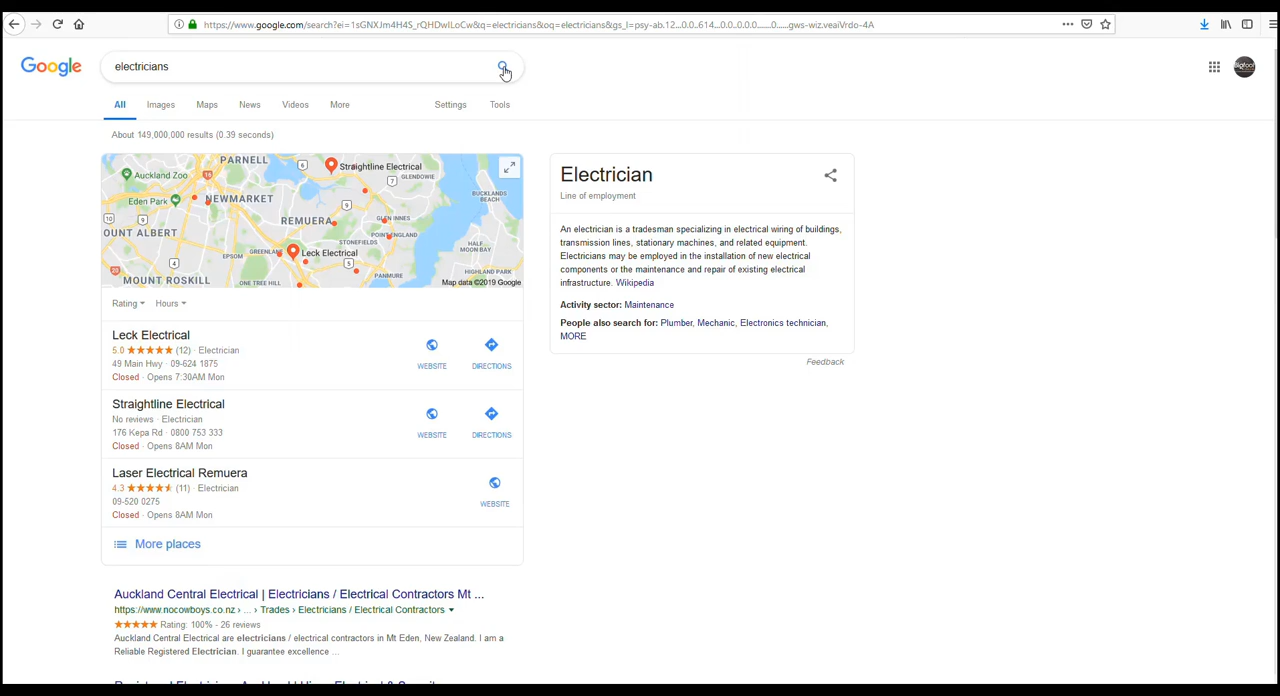 https://www.google.com/search?ei=1sGNXJm4H4S_rQHDwILoCw&q=electricians&oq=electricians&gs_l=psy-ab.12...0.0..614...0.0..0.0.0.......0......gws-wiz.veaiVrdo-4A
Google
electricians
Bigfoot
All Images Maps News Videos More Settings Tools
About 149,000,000 results (0.39 seconds)
PARNELL
6
Straightline Electrical
Auckland Zoo
16
7
GLENDOWIE
Eden Park
NEWMARKET
BUCKLANDS BEACH
10
9
9
REMUERA
GLEN INNES
OUNT ALBERT
POINT ENGLAND
STONEFIELDS
HALF MOON BAY
EPSOM
GREENLANE
Leck Electrical
4
5
20
HIGHLAND PARK
MOUNT ROSKILL
ONE TREE HILL
PANMURE
Map data ©2019 Google
Rating Hours
Leck Electrical
5.0 ★★★★★ (12) · Electrician
49 Main Hwy · 09-624 1875
Closed · Opens 7:30AM Mon
WEBSITE DIRECTIONS
Straightline Electrical
No reviews · Electrician
176 Kepa Rd · 0800 753 333
Closed · Opens 8AM Mon
WEBSITE DIRECTIONS
Laser Electrical Remuera
4.3 ★★★★★ (11) · Electrician
09-520 0275
Closed · Opens 8AM Mon
WEBSITE
More places
Electrician
Line of employment
An electrician is a tradesman specializing in electrical wiring of buildings,
transmission lines, stationary machines, and related equipment.
Electricians may be employed in the installation of new electrical
components or the maintenance and repair of existing electrical
infrastructure. Wikipedia
Activity sector: Maintenance
People also search for: Plumber, Mechanic, Electronics technician,
MORE
Feedback
Auckland Central Electrical | Electricians / Electrical Contractors Mt ...
https://www.nocowboys.co.nz › ... › Trades › Electricians / Electrical Contractors
★★★★★ Rating: 100% - 26 reviews
Auckland Central Electrical are electricians / electrical contractors in Mt Eden, New Zealand. I am a
Reliable Registered Electrician. I guarantee excellence ...